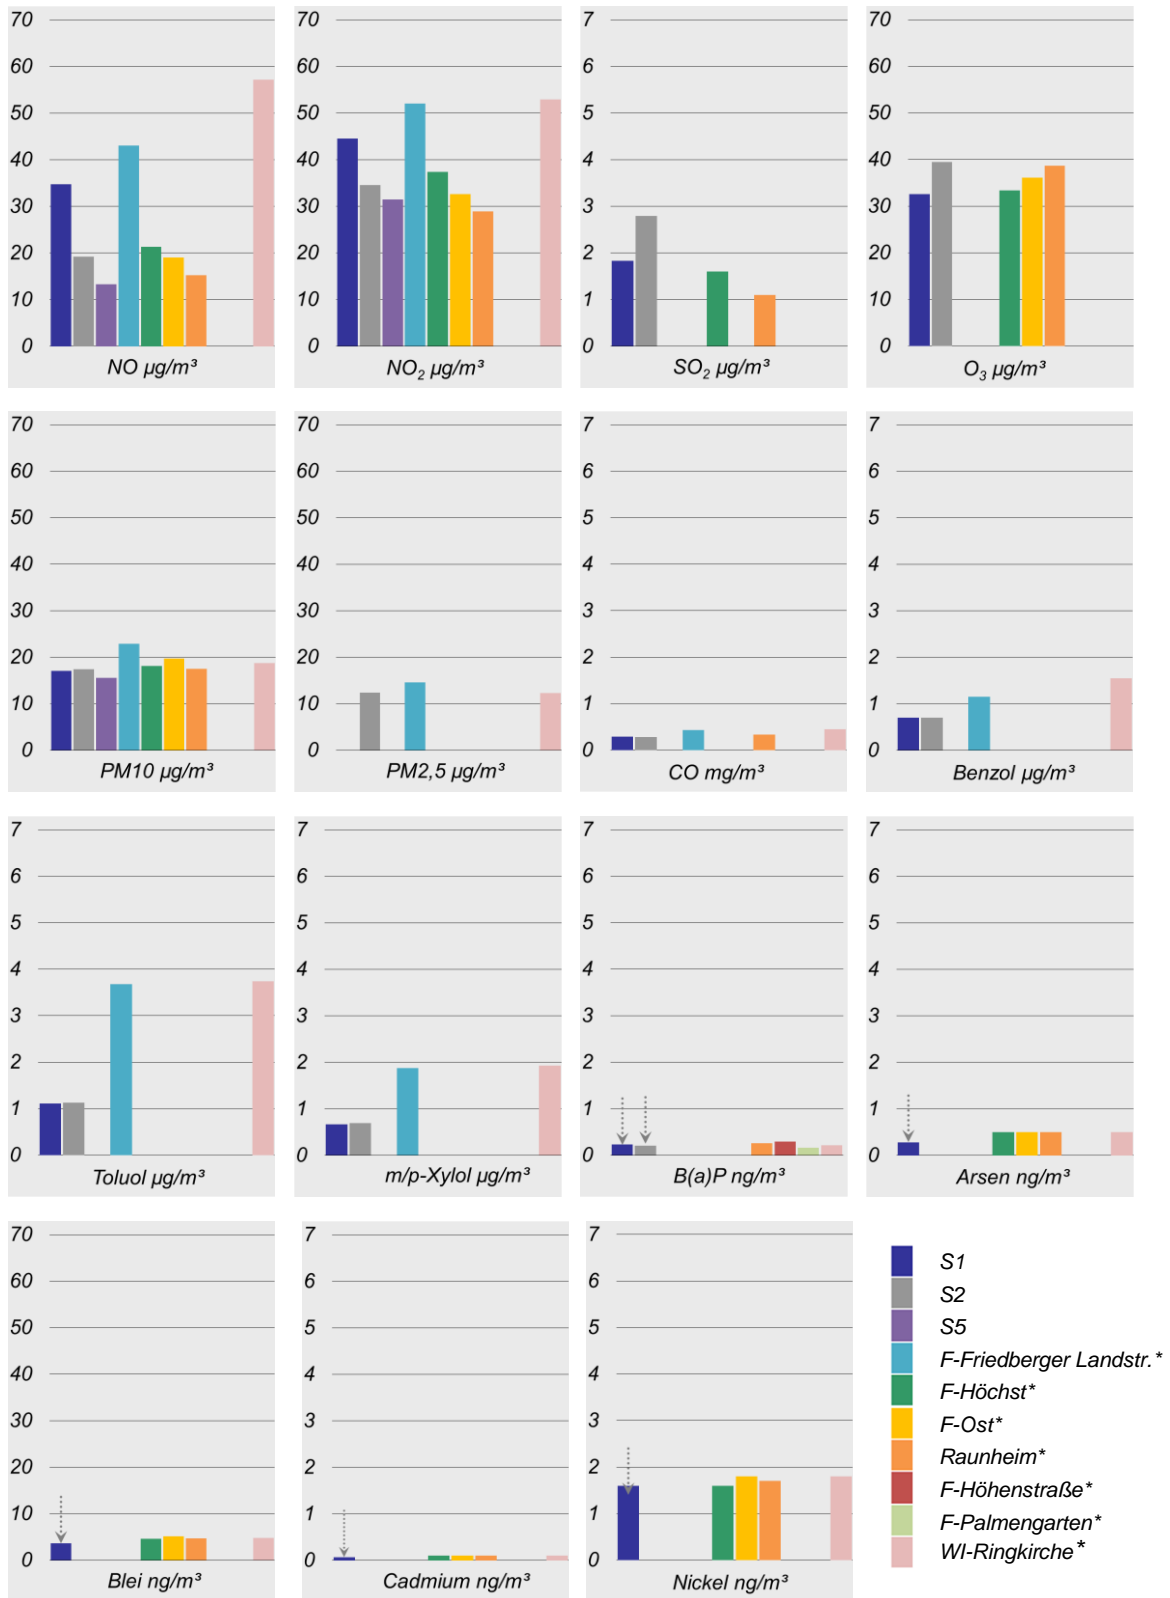 70 70 7 70
60 60 6 60
50 50 5 50
40 40 4 40
30 30 3 30
20 20 2 20
10 10 1 10
0 0 0 0
NO µg/m³ NO₂ µg/m³ SO₂ µg/m³ O₃ µg/m³
70 70 7 7
60 60 6 6
50 50 5 5
40 40 4 4
30 30 3 3
20 20 2 2
10 10 1 1
0 0 0 0
PM10 µg/m³ PM2,5 µg/m³ CO mg/m³ Benzol µg/m³
7 7 7 7
6 6 6 6
5 5 5 5
4 4 4 4
3 3 3 3
2 2 2 2
1 1 1 1
0 0 0 0
Toluol µg/m³ m/p-Xylol µg/m³ B(a)P ng/m³ Arsen ng/m³
70 7 7
60 6 6
50 5 5
40 4 4
30 3 3
20 2 2
10 1 1
0 0 0
Blei ng/m³ Cadmium ng/m³ Nickel ng/m³
S1
S2
S5
F-Friedberger Landstr.*
F-Höchst*
F-Ost*
Raunheim*
F-Höhenstraße*
F-Palmengarten*
WI-Ringkirche*